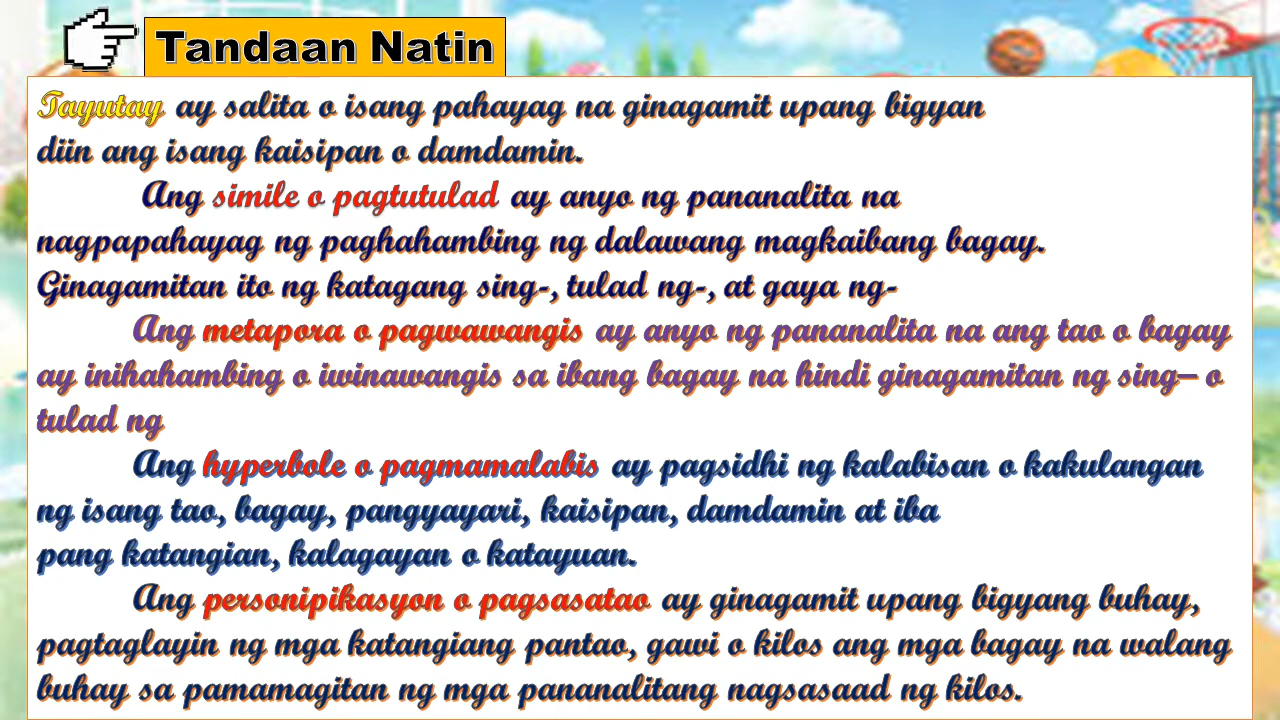 Tandaan Natin
Tayutay ay salita o isang pahayag na ginagamit upang bigyan
diin ang isang kaisipan o damdamin.
Ang simile o pagtutulad ay anyo ng pananalita na
nagpapahayag ng paghahambing ng dalawang magkaibang bagay.
Ginagamitan ito ng katagang sing-, tulad ng-, at gaya ng-
Ang metapora o pagwawangis ay anyo ng pananalita na ang tao o bagay
ay inihahambing o iwinawangis sa ibang bagay na hindi ginagamitan ng sing– o
tulad ng
Ang hyperbole o pagmamalabis ay pagsidhi ng kalabisan o kakulangan
ng isang tao, bagay, pangyayari, kaisipan, damdamin at iba
pang katangian, kalagayan o katayuan.
Ang personipikasyon o pagsasatao ay ginagamit upang bigyang buhay,
pagtaglayin ng mga katangiang pantao, gawi o kilos ang mga bagay na walang
buhay sa pamamagitan ng mga pananalitang nagsasaad ng kilos.